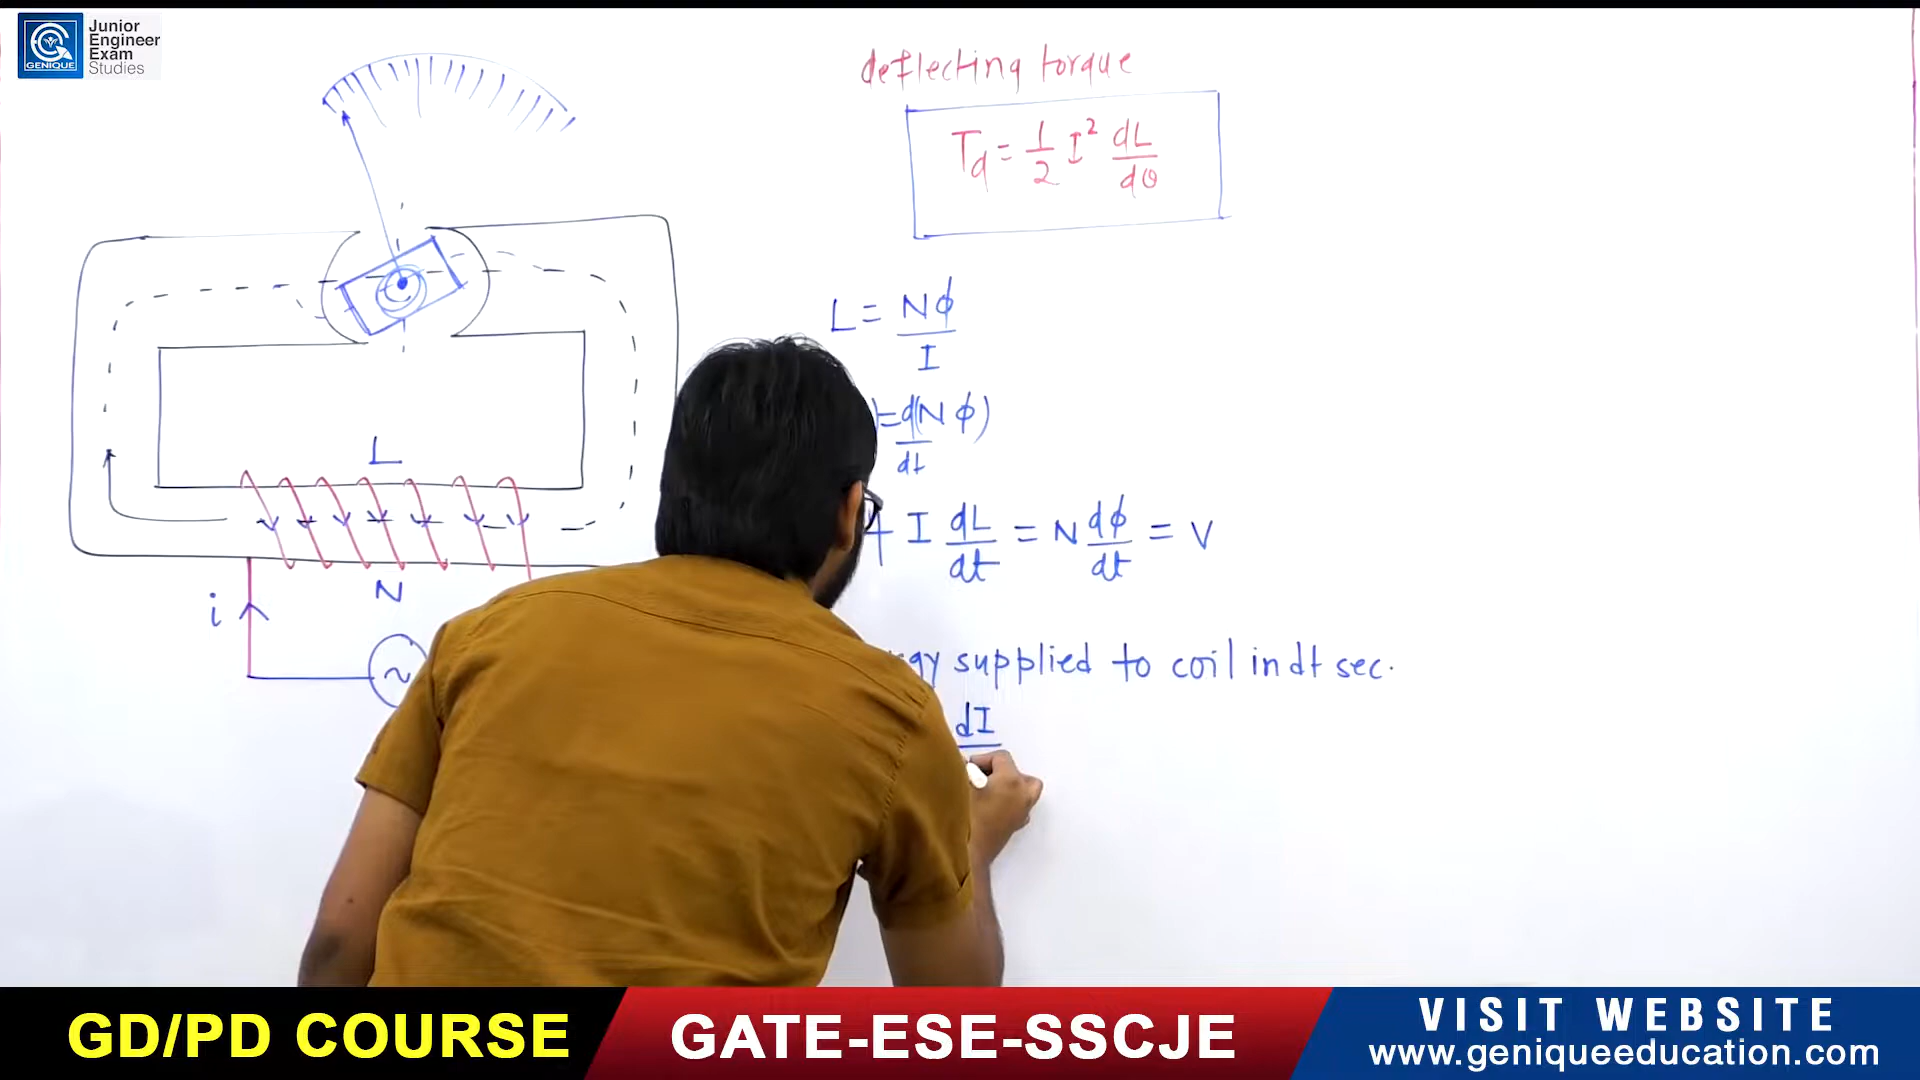 Junior
Engineer
Exam
Studies
GENIQUE
deflecting torque
Td = 1/2 I² dL/dθ
L = Nφ/I
= d(Nφ)/dt
+ I dL/dt = N dφ/dt = V
supplied to coil in dt sec.
dI
L
N
i
~
GD/PD COURSE
GATE-ESE-SSCJE
VISIT WEBSITE
www.geniqueeducation.com